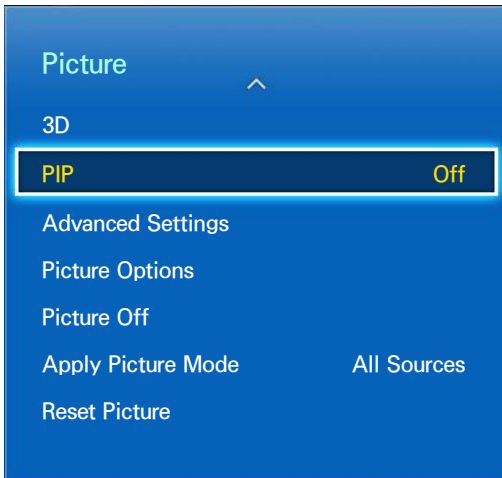 Picture
3D
PIP Off
Advanced Settings
Picture Options
Picture Off
Apply Picture Mode All Sources
Reset Picture